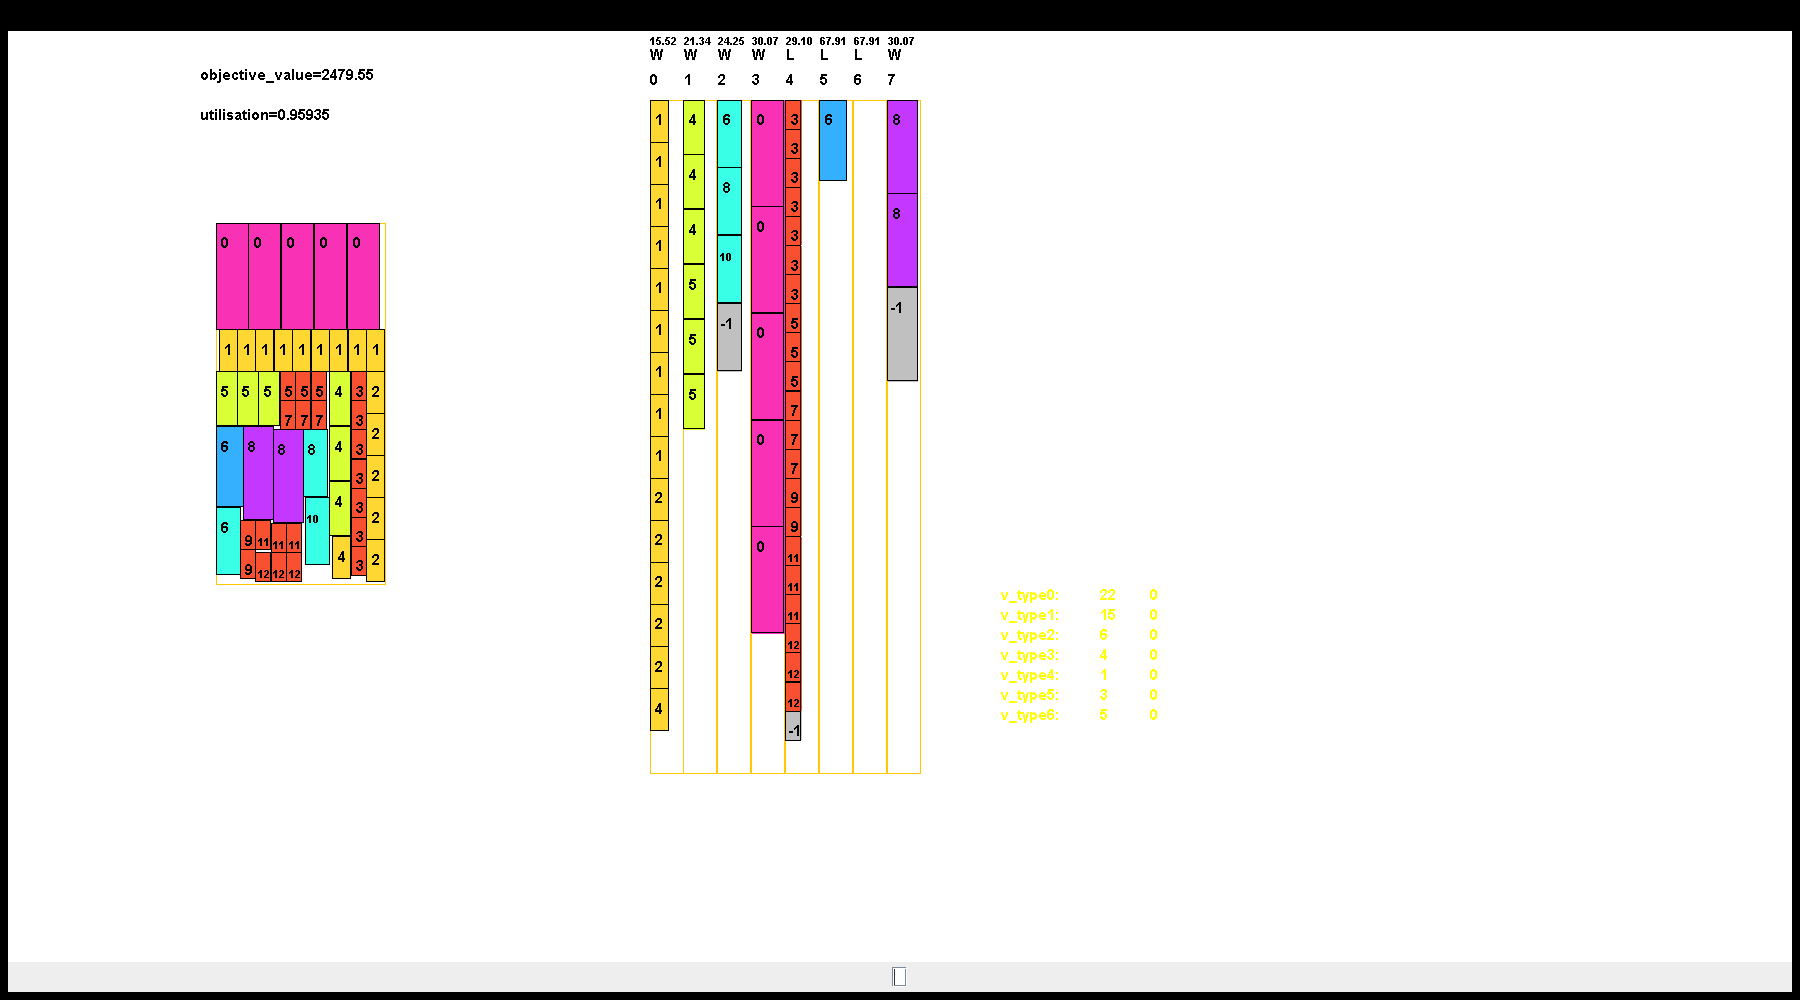 15.52 21.34 24.25 30.07 29.10 67.91 67.91 30.07
W W W W L L L W
0 1 2 3 4 5 6 7
objective_value=2479.55
utilisation=0.95935
0 0 0 0 0
1 1 1 1 1 1 1 1 1
5 5 5 5 5 5 4 3 2
7 7 7 3
6 8 8 8 4 3 2
3
6 10 4 3 2
9 11 11 11 4 3 2
9 12 12 12 3 2
1
1
1
1
1
1
1
1
1
2
2
2
2
2
4
4
4
4
5
5
5
6
8
10
-1
0
0
0
0
0
3
3
3
3
3
3
3
5
5
5
7
7
7
9
9
11
11
11
12
12
12
-1
6
8
8
-1
v_type0: 22 0
v_type1: 15 0
v_type2: 6 0
v_type3: 4 0
v_type4: 1 0
v_type5: 3 0
v_type6: 5 0